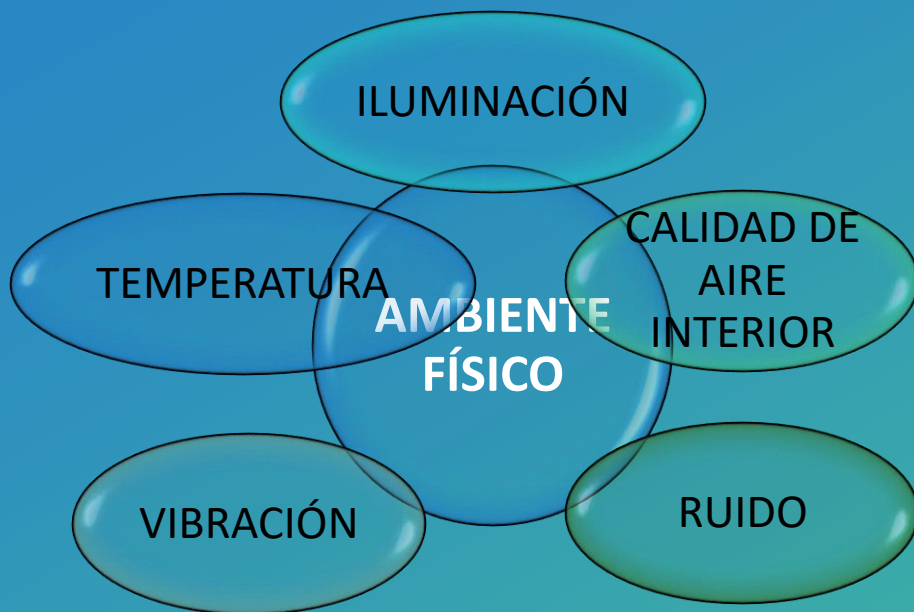 ILUMINACIÓN
TEMPERATURA
CALIDAD DE
AIRE
INTERIOR
AMBIENTE
FÍSICO
VIBRACIÓN
RUIDO